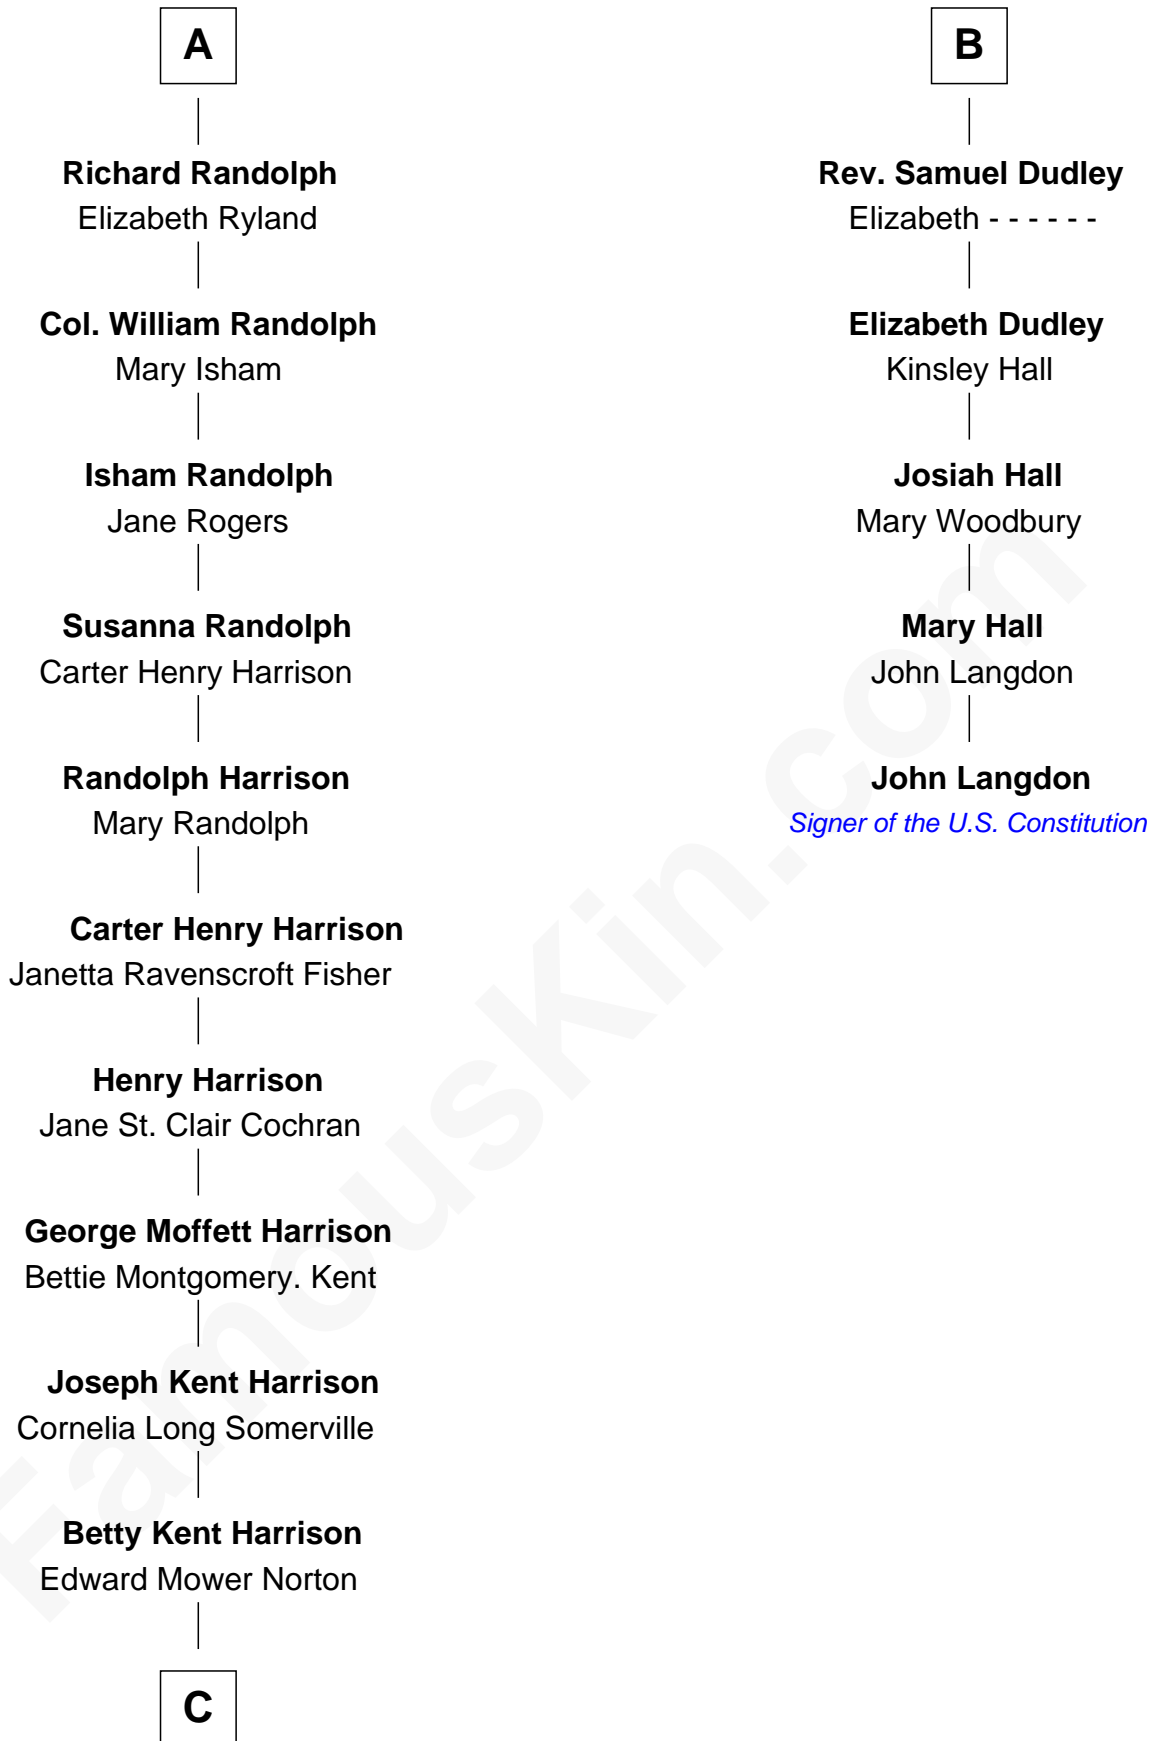 A
Richard Randolph
Elizabeth Ryland
Col. William Randolph
Mary Isham
Isham Randolph
Jane Rogers
Susanna Randolph
Carter Henry Harrison
Randolph Harrison
Mary Randolph
Carter Henry Harrison
Janetta Ravenscroft Fisher
Henry Harrison
Jane St. Clair Cochran
George Moffett Harrison
Bettie Montgomery. Kent
Joseph Kent Harrison
Cornelia Long Somerville
Betty Kent Harrison
Edward Mower Norton
C
B
Rev. Samuel Dudley
Elizabeth - - - - - -
Elizabeth Dudley
Kinsley Hall
Josiah Hall
Mary Woodbury
Mary Hall
John Langdon
John Langdon
Signer of the U.S. Constitution
FamousKin.com